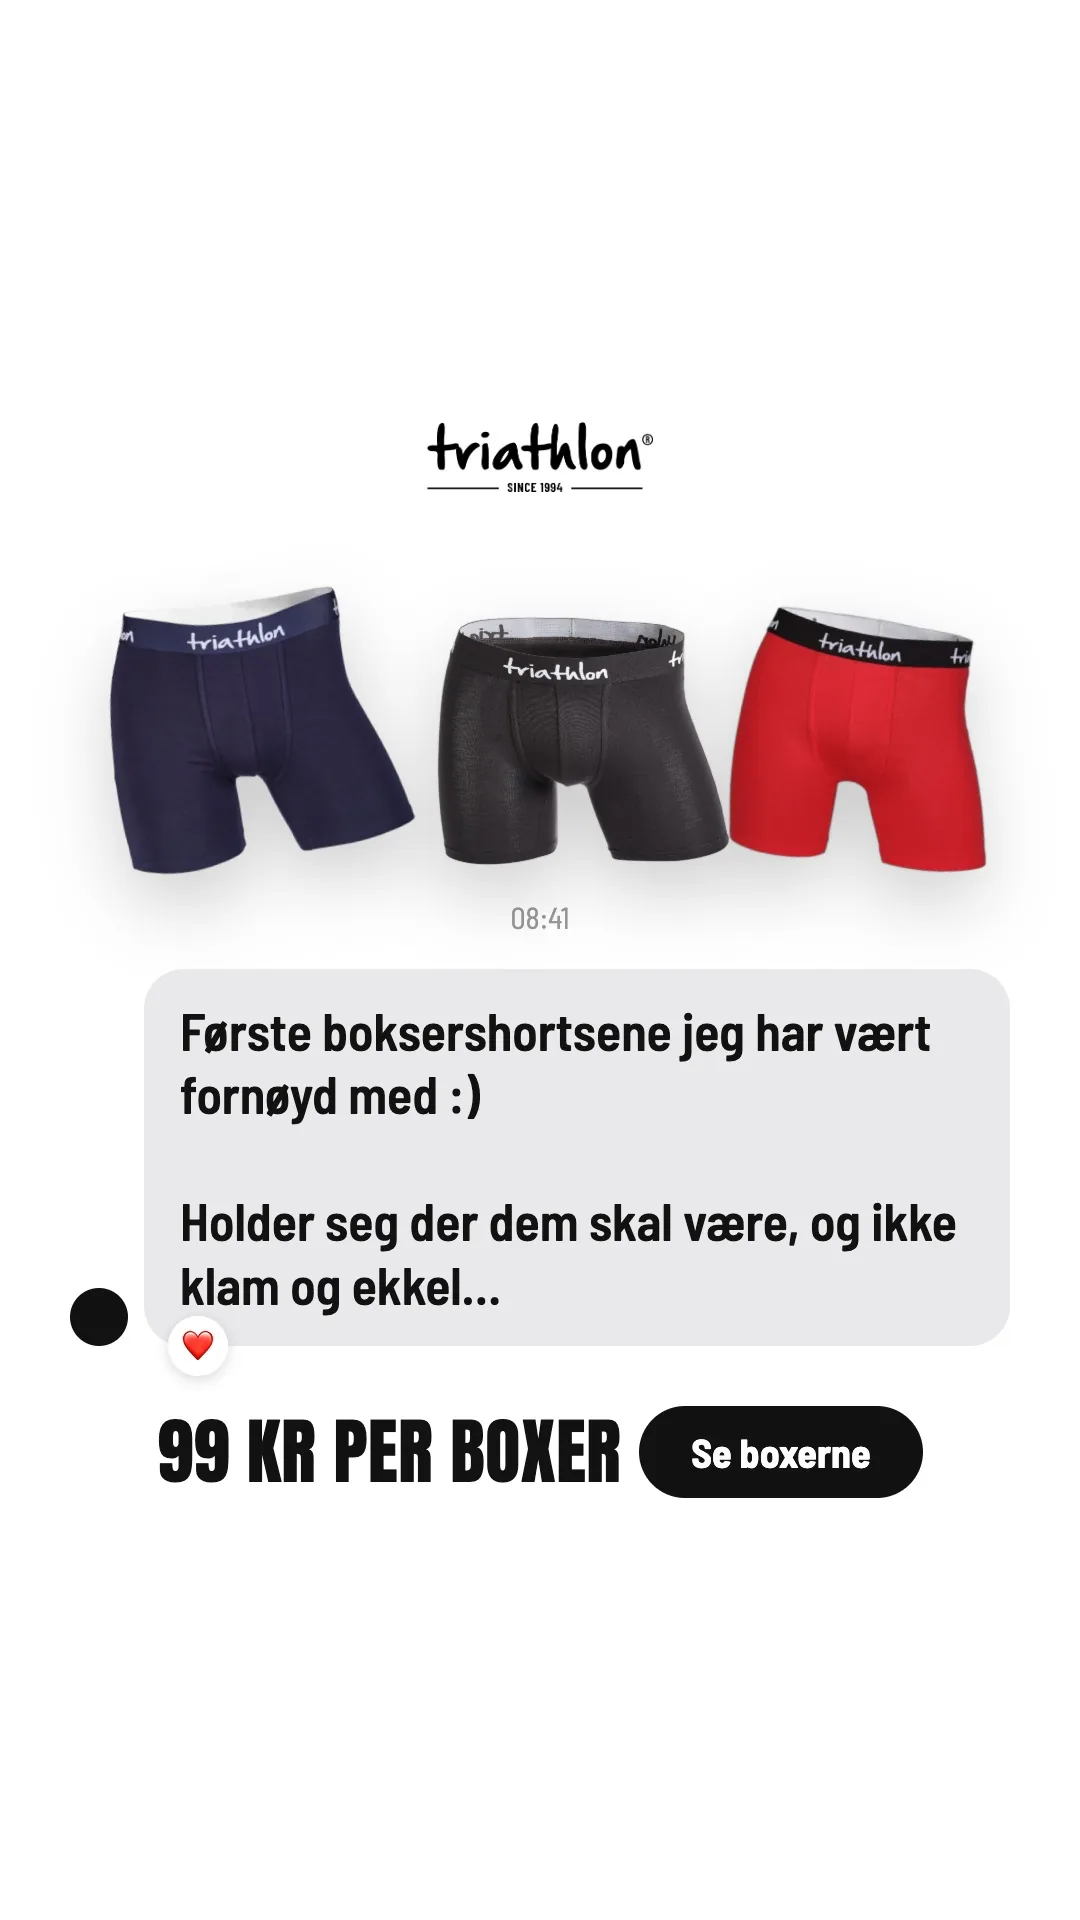 triathlon®
SINCE 1994
on triathlon
triathlon
triathlon
08:41
Første boksershortsene jeg har vært
fornøyd med :)
Holder seg der dem skal være, og ikke
klam og ekkel...
99 KR PER BOXER
Se boxerne